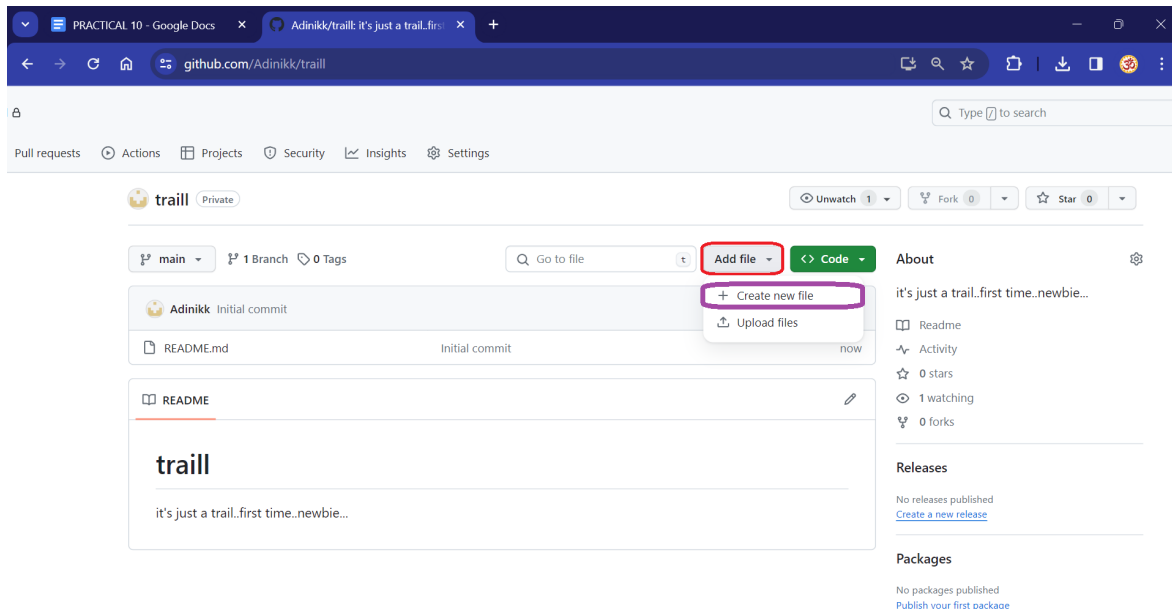 PRACTICAL 10 - Google Docs
Adinikk/traill: it's just a trail..firs
github.com/Adinikk/traill
Type / to search
Pull requests Actions Projects Security Insights Settings
traill Private
Unwatch 1 Fork 0 Star 0
main 1 Branch 0 Tags Go to file t Add file <> Code
Create new file
Upload files
Adinikk Initial commit
README.md Initial commit now
README
traill
it's just a trail..first time..newbie...
About
it's just a trail..first time..newbie...
Readme
Activity
0 stars
1 watching
0 forks
Releases
No releases published
Create a new release
Packages
No packages published
Publish your first package